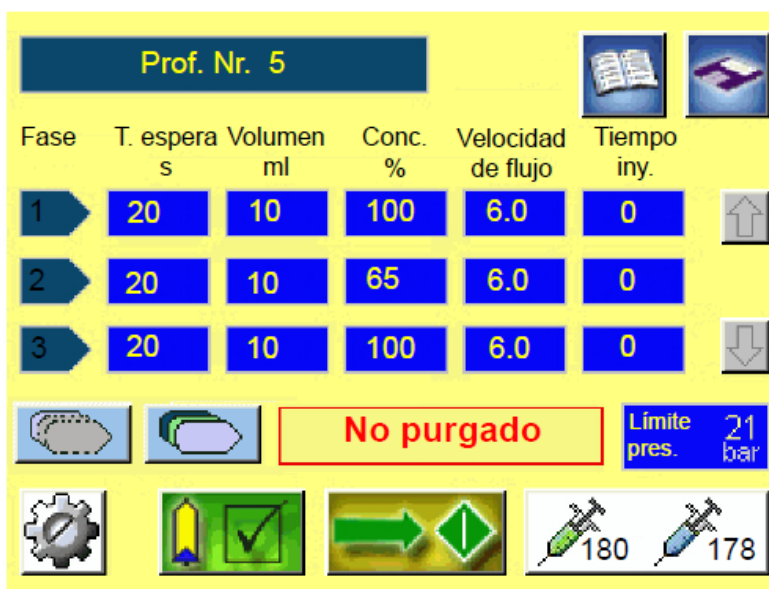 Prof. Nr. 5
Fase T. espera s Volumen ml Conc. % Velocidad de flujo Tiempo iny.
1 20 10 100 6.0 0
2 20 10 65 6.0 0
3 20 10 100 6.0 0
No purgado
Límite pres. 21 bar
180 178